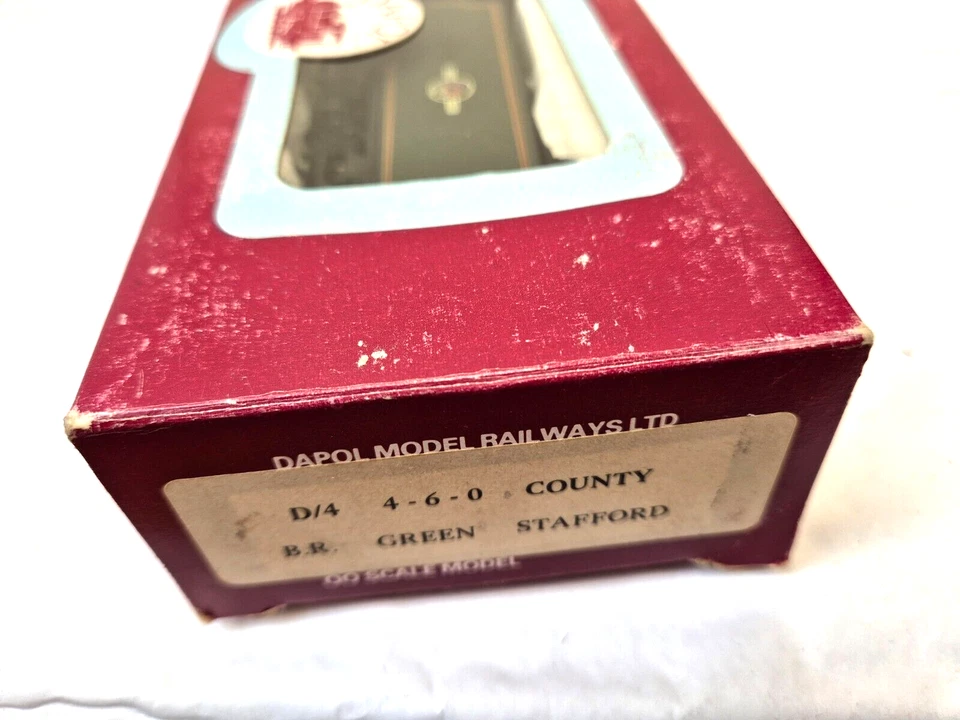 DAPOL MODEL RAILWAYS LTD
D/4 4-6-0 COUNTY
B.R. GREEN STAFFORD
OO SCALE MODEL